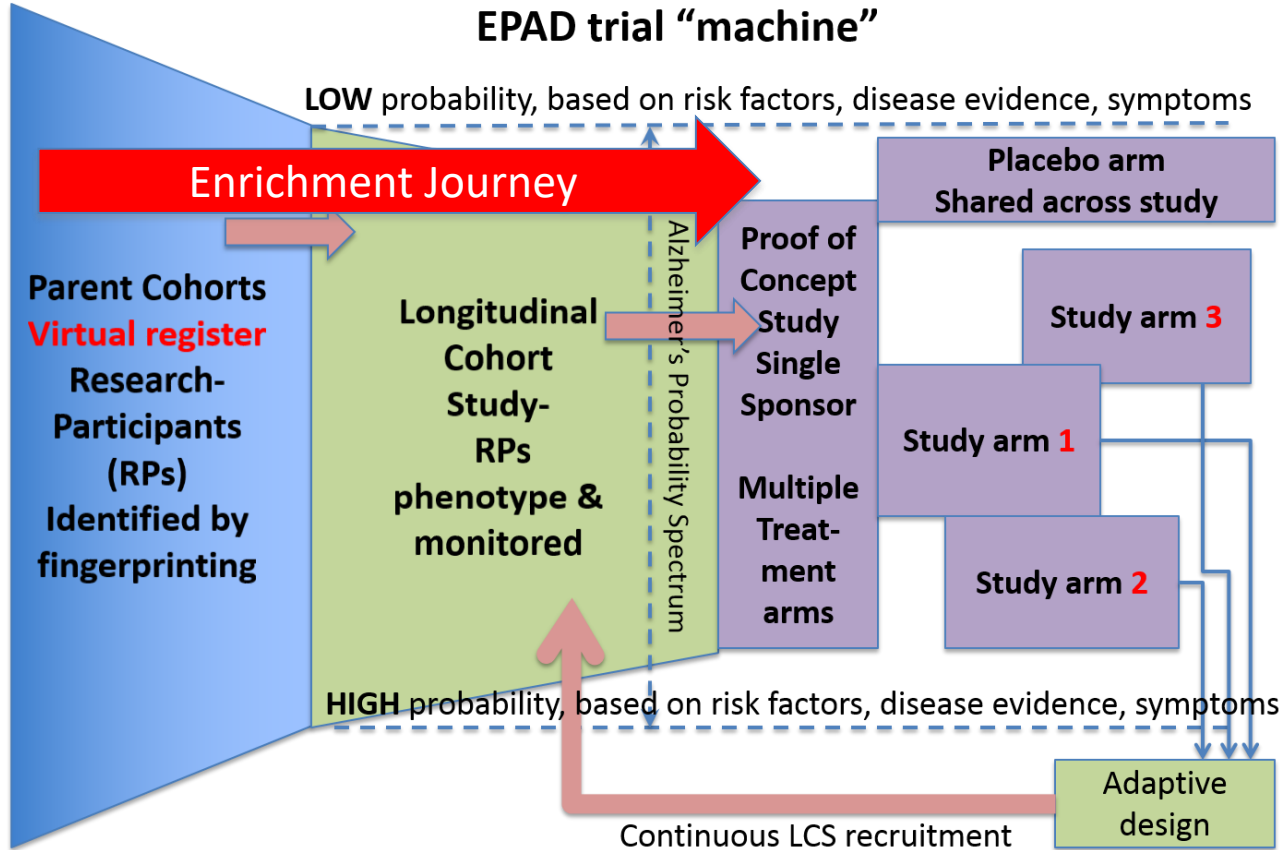 EPAD trial “machine”
LOW probability, based on risk factors, disease evidence, symptoms
Enrichment Journey
Parent Cohorts
Virtual register
Research-
Participants
(RPs)
Identified by
fingerprinting
Longitudinal
Cohort
Study-
RPs
phenotype &
monitored
Alzheimer’s Probability Spectrum
Proof of
Concept
Study
Single
Sponsor
Multiple
Treat-
ment
arms
Placebo arm
Shared across study
Study arm 3
Study arm 1
Study arm 2
HIGH probability, based on risk factors, disease evidence, symptoms
Adaptive
design
Continuous LCS recruitment